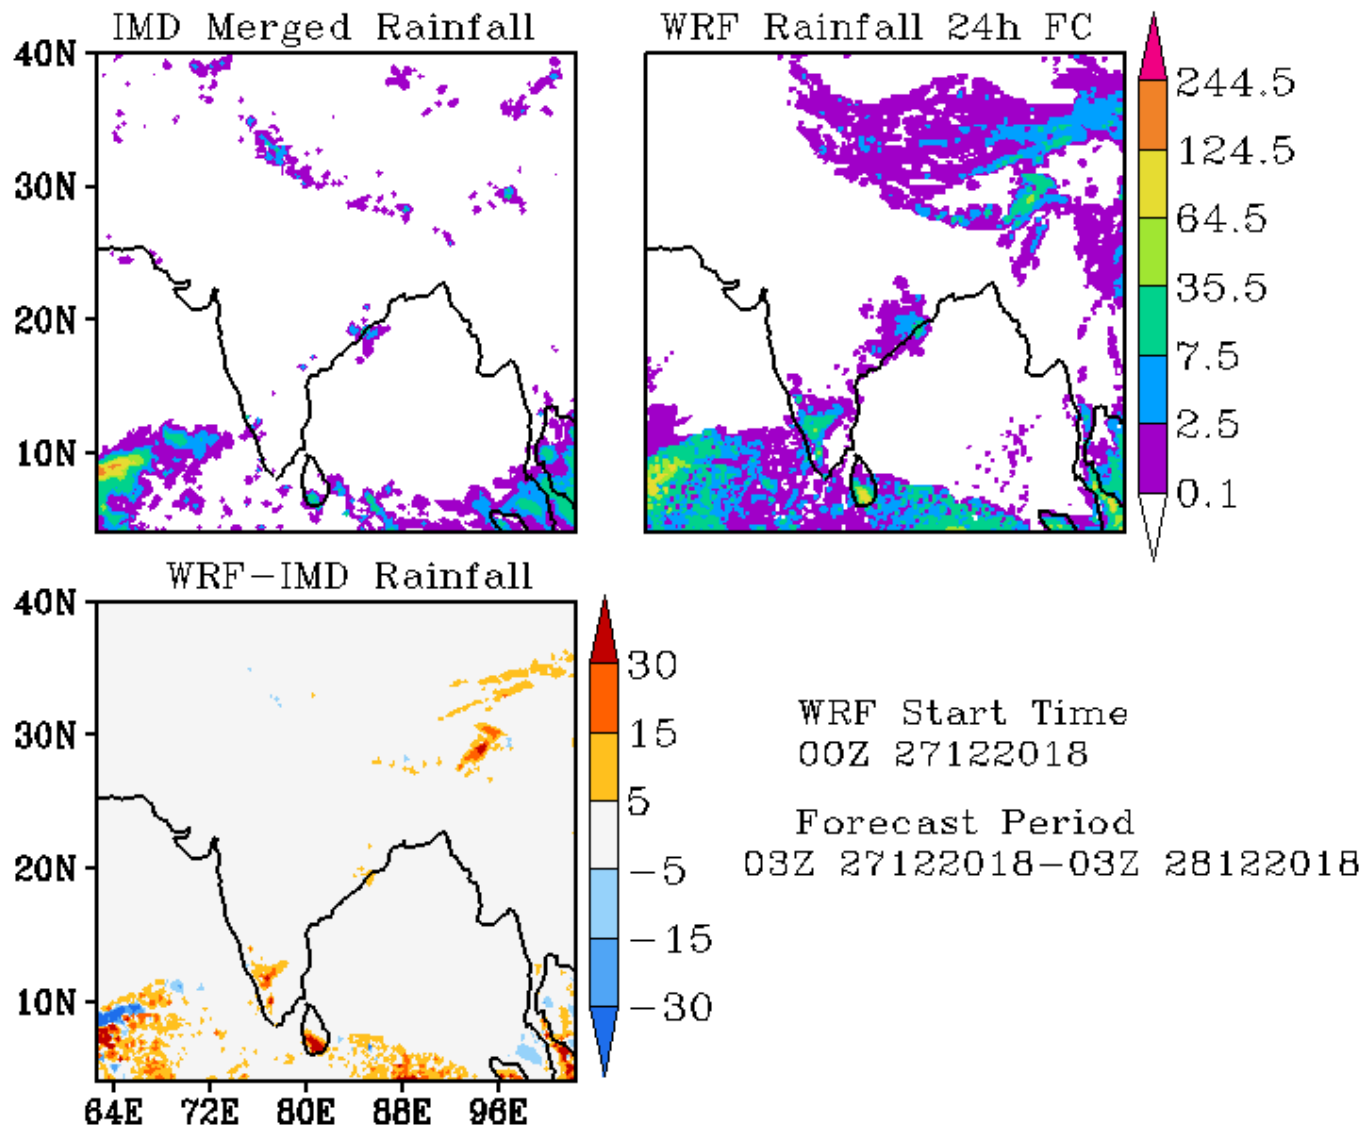 IMD Merged Rainfall
WRF Rainfall 24h FC
40N
30N
20N
10N
244.5
124.5
64.5
35.5
7.5
2.5
0.1
WRF-IMD Rainfall
40N
30N
20N
10N
64E 72E 80E 88E 96E
30
15
5
-5
-15
-30
WRF Start Time
00Z 27122018
Forecast Period
03Z 27122018-03Z 28122018